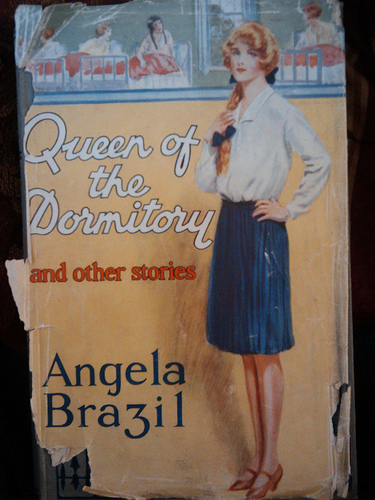 Queen of
the
Dormitory
and other stories
Angela
Brazil